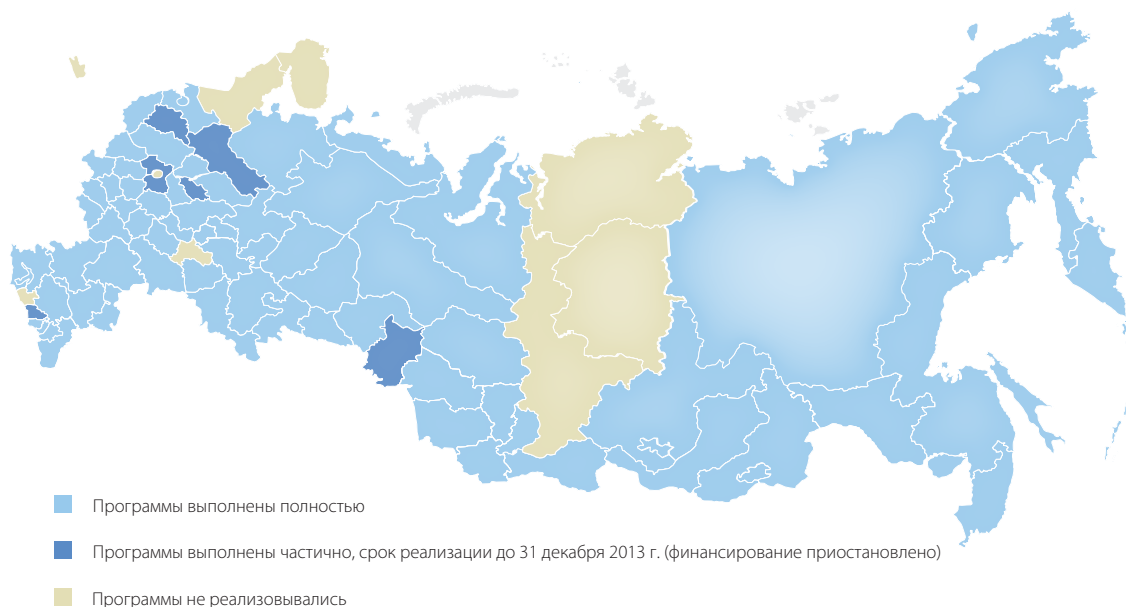 Программы выполнены полностью
Программы выполнены частично, срок реализации до 31 декабря 2013 г. (финансирование приостановлено)
Программы не реализовывались